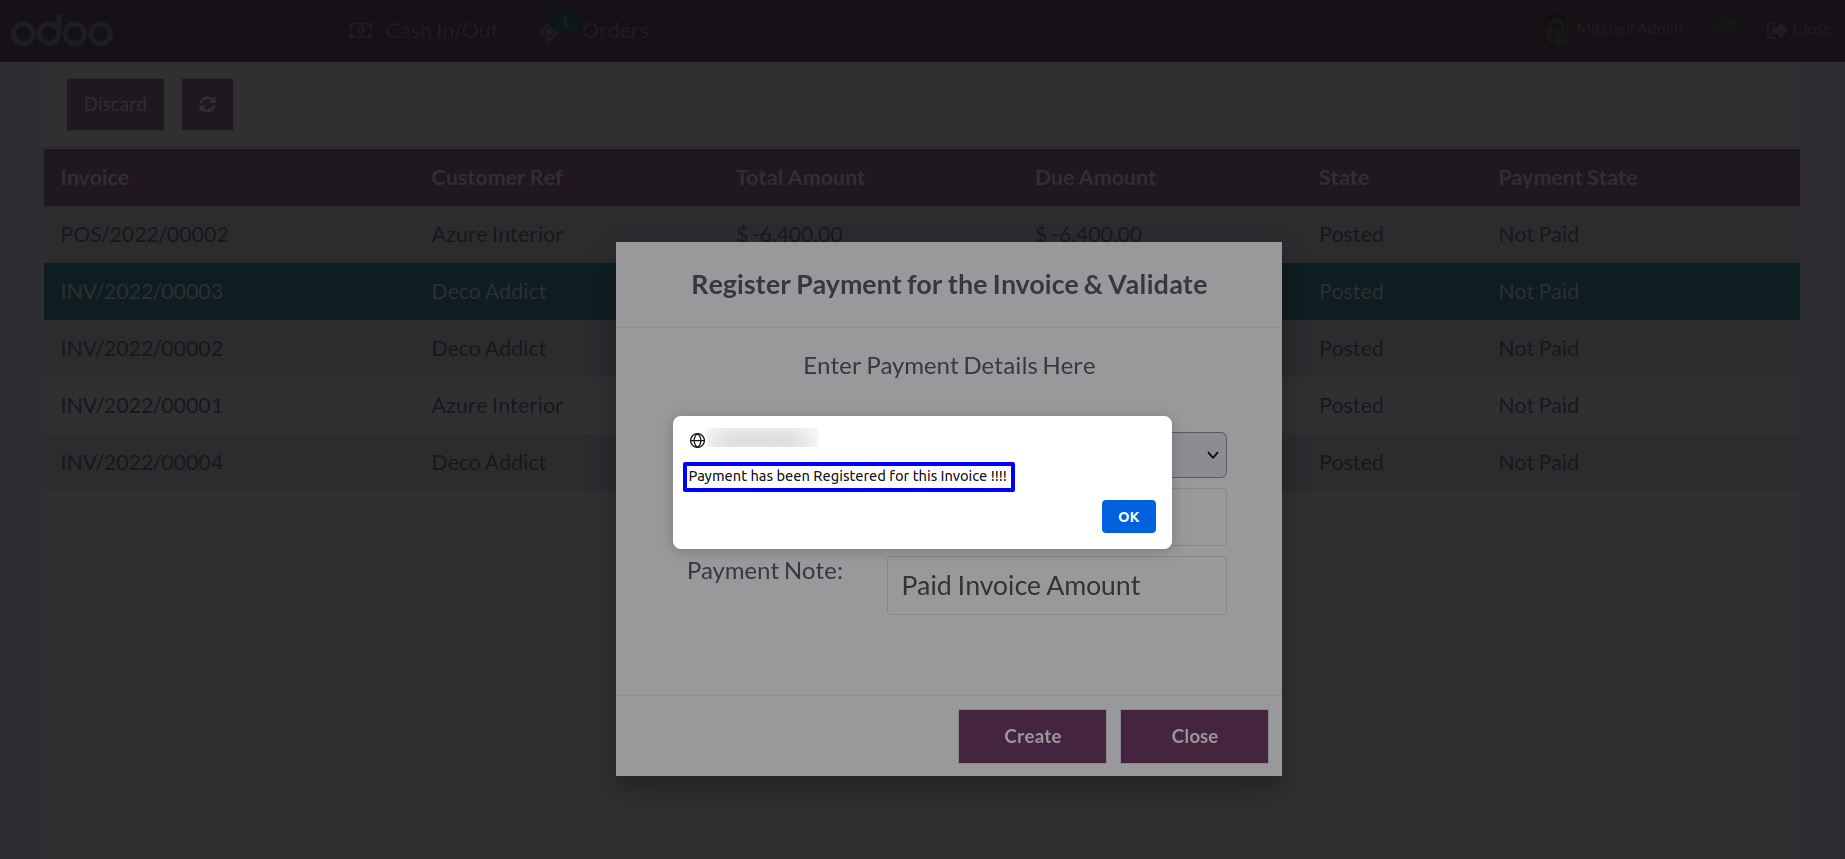 odoo Cash In/Out 1 Orders Mitchell Admin Close
Discard
Invoice Customer Ref Total Amount Due Amount State Payment State
POS/2022/00002 Azure Interior $ -6,400.00 $ -6,400.00 Posted Not Paid
INV/2022/00003 Deco Addict Posted Not Paid
INV/2022/00002 Deco Addict Posted Not Paid
INV/2022/00001 Azure Interior Posted Not Paid
INV/2022/00004 Deco Addict Posted Not Paid
Register Payment for the Invoice & Validate
Enter Payment Details Here
Payment has been Registered for this Invoice !!!!
OK
Payment Note: Paid Invoice Amount
Create Close